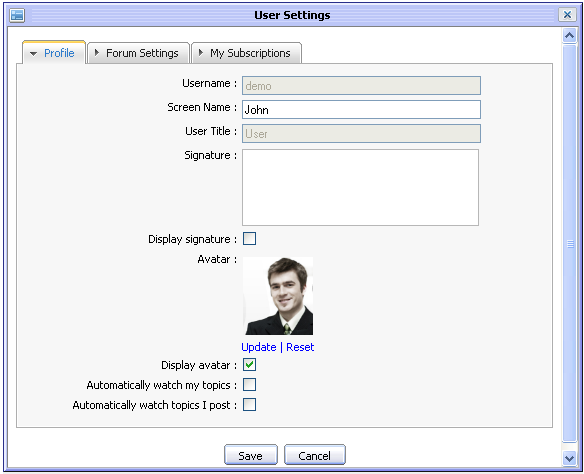 User Settings
Profile Forum Settings My Subscriptions
Username : demo
Screen Name : John
User Title : User
Signature :
Display signature :
Avatar :
Update | Reset
Display avatar :
Automatically watch my topics :
Automatically watch topics I post :
Save Cancel